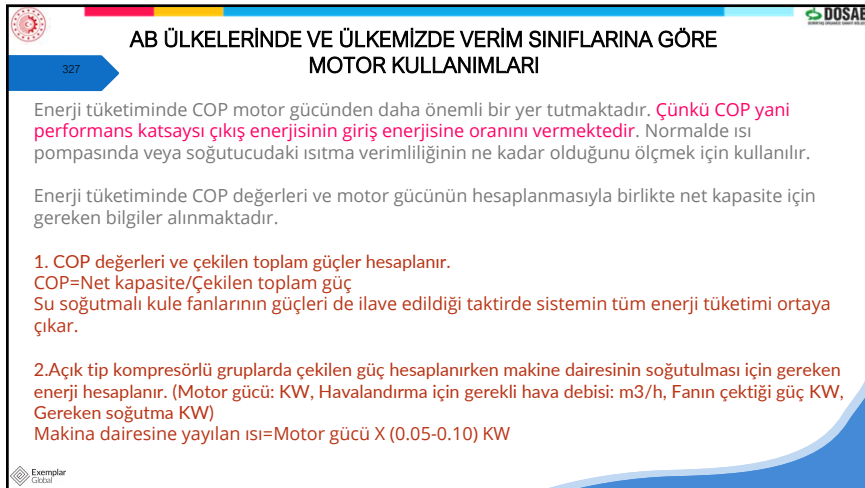 DOSAB
AB ÜLKELERİNDE VE ÜLKEMİZDE VERİM SINIFLARINA GÖRE
MOTOR KULLANIMLARI
327
Enerji tüketiminde COP motor gücünden daha önemli bir yer tutmaktadır. Çünkü COP yani
performans katsaysı çıkış enerjisinin giriş enerjisine oranını vermektedir. Normalde ısı
pompasında veya soğutucudaki ısıtma verimliliğinin ne kadar olduğunu ölçmek için kullanılır.
Enerji tüketiminde COP değerleri ve motor gücünün hesaplanmasıyla birlikte net kapasite için
gereken bilgiler alınmaktadır.
1. COP değerleri ve çekilen toplam güçler hesaplanır.
COP=Net kapasite/Çekilen toplam güç
Su soğutmalı kule fanlarının güçleri de ilave edildiği taktirde sistemin tüm enerji tüketimi ortaya
çıkar.
2.Açık tip kompresörlü gruplarda çekilen güç hesaplanırken makine dairesinin soğutulması için gereken
enerji hesaplanır. (Motor gücü: KW, Havalandırma için gerekli hava debisi: m3/h, Fanın çektiği güç KW,
Gereken soğutma KW)
Makina dairesine yayılan ısı=Motor gücü X (0.05-0.10) KW
Exemplar
Global